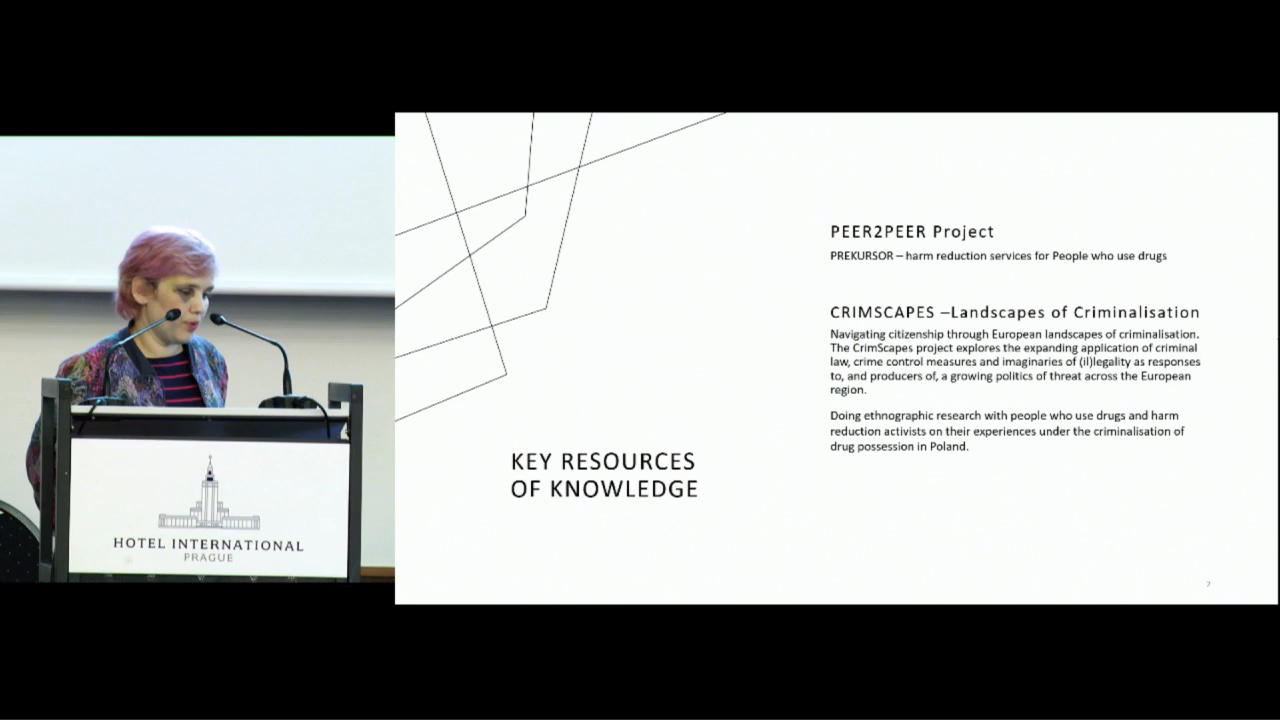 HOTEL INTERNATIONAL
PRAGUE
KEY RESOURCES
OF KNOWLEDGE
PEER2PEER Project
PREKURSOR – harm reduction services for People who use drugs
CRIMSCAPES –Landscapes of Criminalisation
Navigating citizenship through European landscapes of criminalisation.
The CrimScapes project explores the expanding application of criminal
law, crime control measures and imaginaries of (il)legality as responses
to, and producers of, a growing politics of threat across the European
region.
Doing ethnographic research with people who use drugs and harm
reduction activists on their experiences under the criminalisation of
drug possession in Poland.